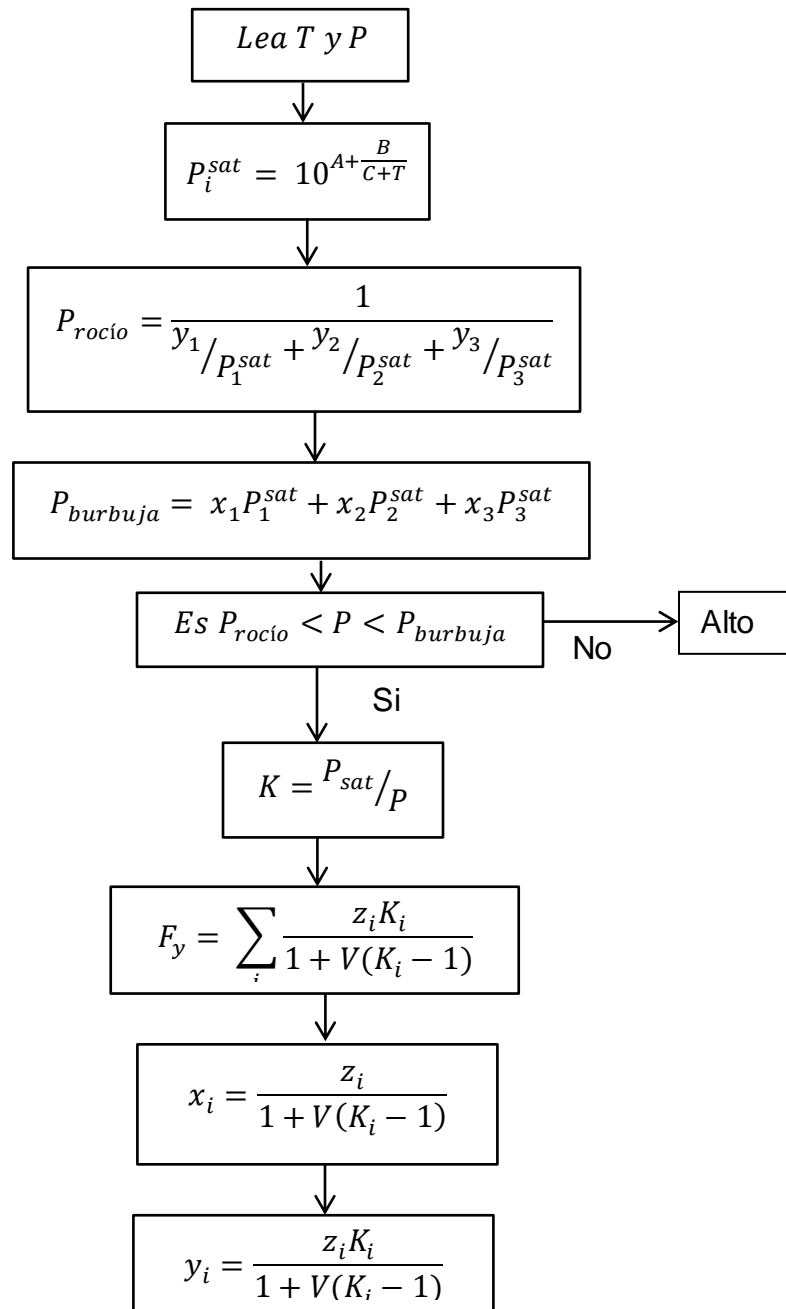 Lea T y P
P_i^{sat} = 10^{A+\frac{B}{C+T}}
P_{rocío} = \frac{1}{y_1/P_1^{sat} + y_2/P_2^{sat} + y_3/P_3^{sat}}
P_{burbuja} = x_1P_1^{sat} + x_2P_2^{sat} + x_3P_3^{sat}
Es P_{rocío} < P < P_{burbuja}
No
Alto
Si
K = P_{sat}/P
F_y = \sum_i \frac{z_iK_i}{1 + V(K_i − 1)}
x_i = \frac{z_i}{1 + V(K_i − 1)}
y_i = \frac{z_iK_i}{1 + V(K_i − 1)}